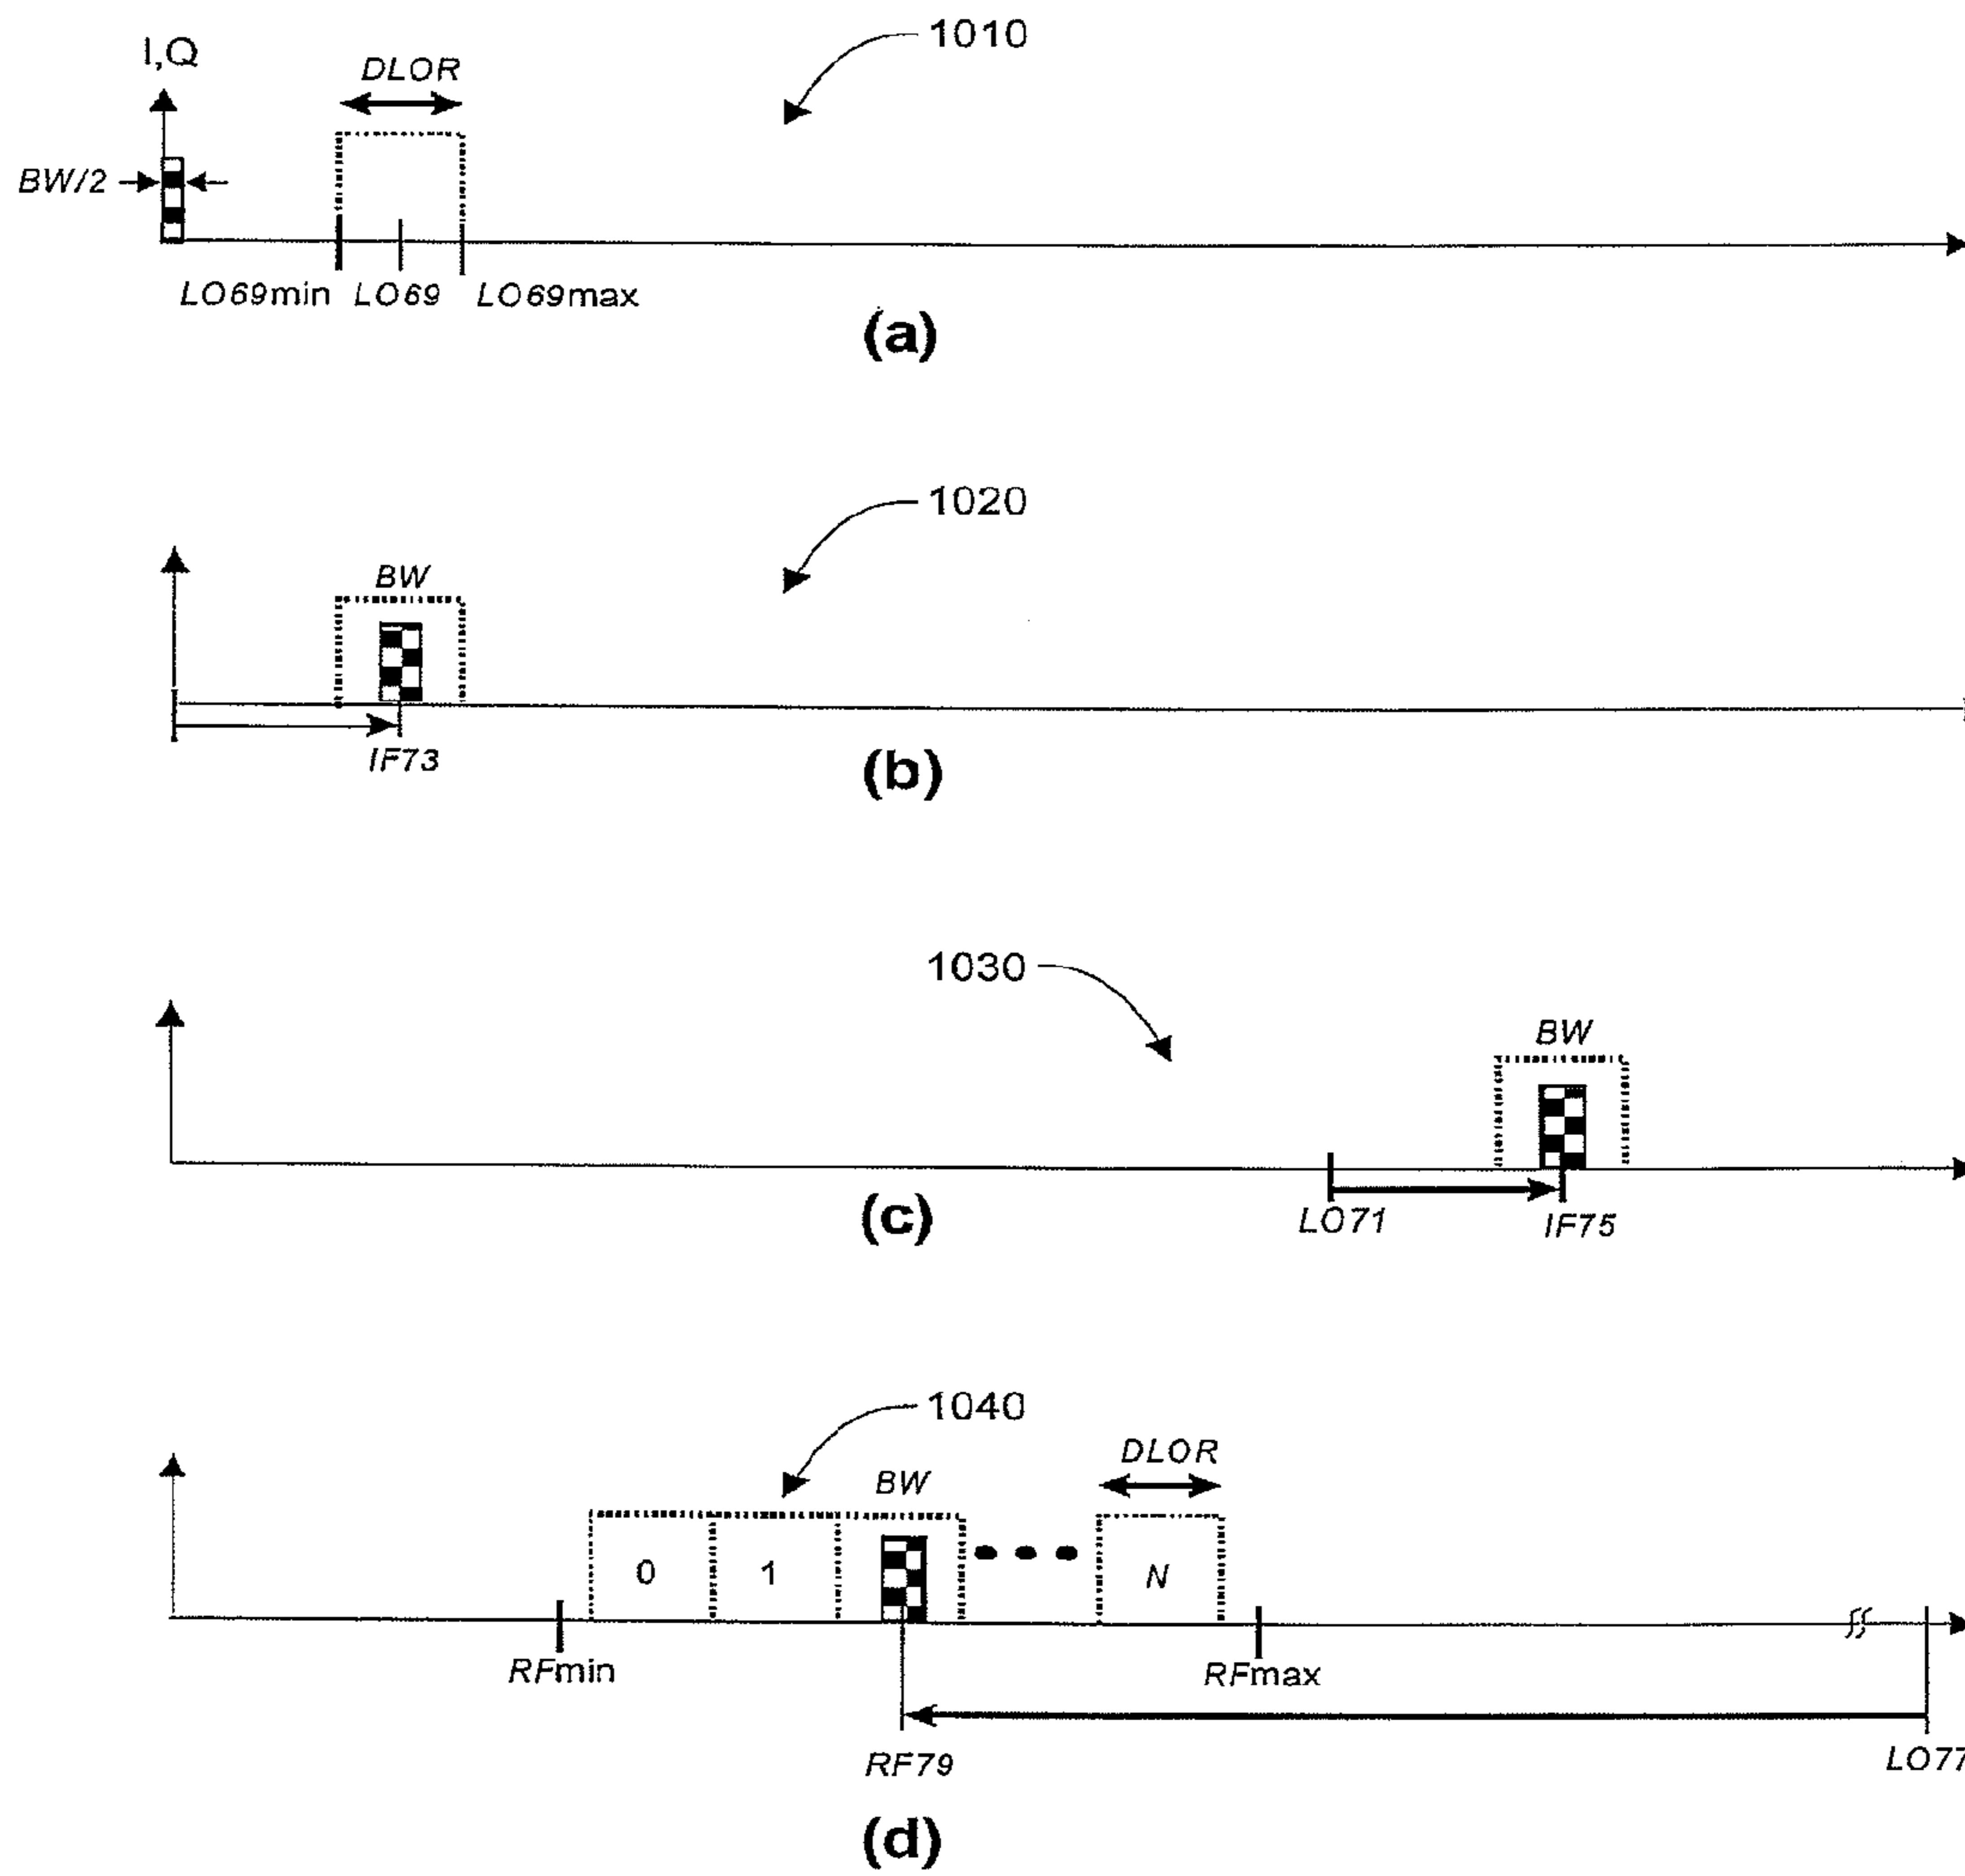 1010
I,Q
DLOR
BW/2
LO69min LO69 LO69max
(a)
1020
BW
IF73
(b)
1030
BW
LO71 IF75
(c)
1040
DLOR
BW
0 1 N
RFmin RFmax
RF79 LO77
(d)